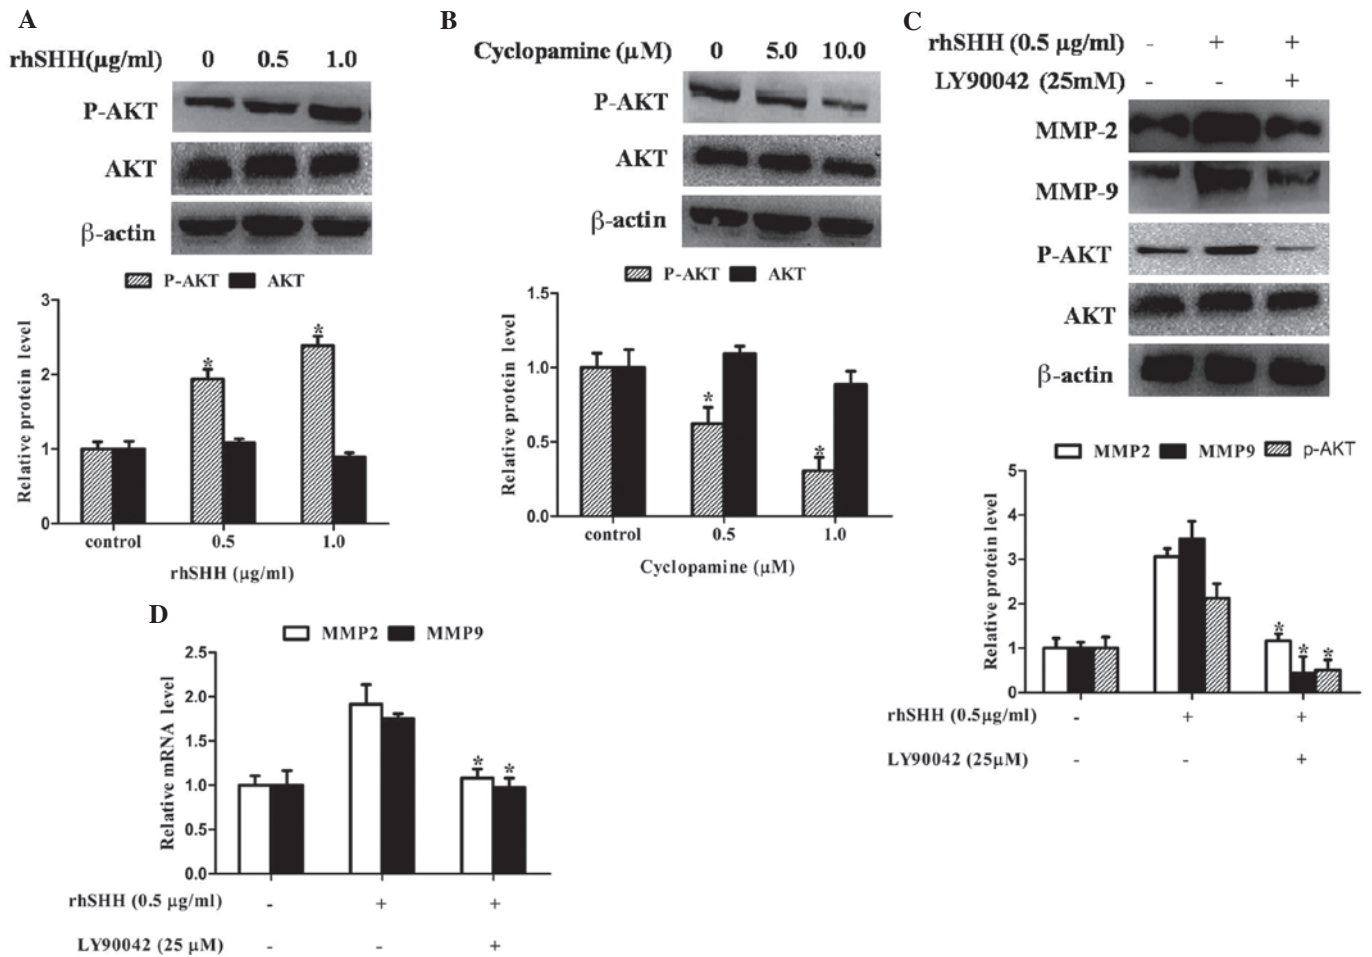 A
rhSHH(μg/ml) 0 0.5 1.0
P-AKT
AKT
β-actin
P-AKT AKT
Relative protein level
3
2
1
0
* *
control 0.5 1.0
rhSHH (μg/ml)
B
Cyclopamine (μM) 0 5.0 10.0
P-AKT
AKT
β-actin
P-AKT AKT
Relative protein level
1.5
1.0
0.5
0.0
* *
control 0.5 1.0
Cyclopamine (μM)
C
rhSHH (0.5 μg/ml) - + +
LY90042 (25mM) - - +
MMP-2
MMP-9
P-AKT
AKT
β-actin
MMP2 MMP9 p-AKT
Relative protein level
5
4
3
2
1
0
* * *
rhSHH (0.5μg/ml) - + +
LY90042 (25μM) - - +
D
MMP2 MMP9
Relative mRNA level
2.5
2.0
1.5
1.0
0.5
0.0
* *
rhSHH (0.5 μg/ml) - + +
LY90042 (25 μM) - - +